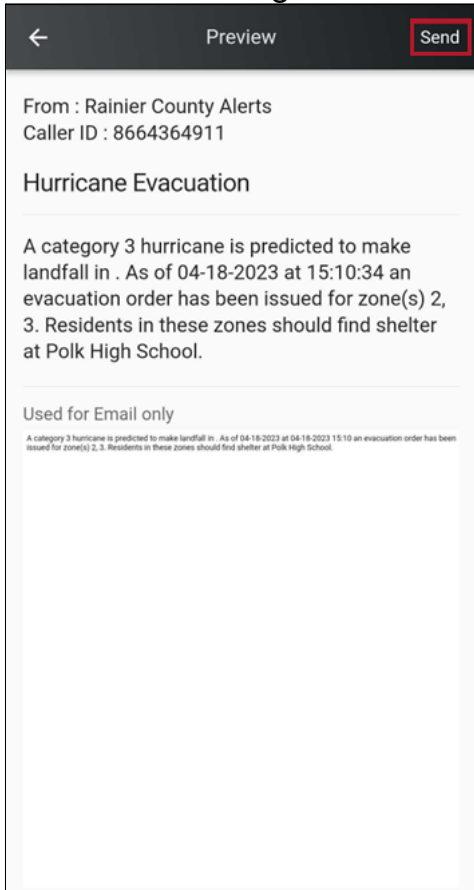 Preview
Send
From : Rainier County Alerts
Caller ID : 8664364911
Hurricane Evacuation
A category 3 hurricane is predicted to make
landfall in . As of 04-18-2023 at 15:10:34 an
evacuation order has been issued for zone(s) 2,
3. Residents in these zones should find shelter
at Polk High School.
Used for Email only
A category 3 hurricane is predicted to make landfall in . As of 04-18-2023 at 04-18-2023 15:10 an evacuation order has been
issued for zone(s) 2, 3. Residents in these zones should find shelter at Polk High School.